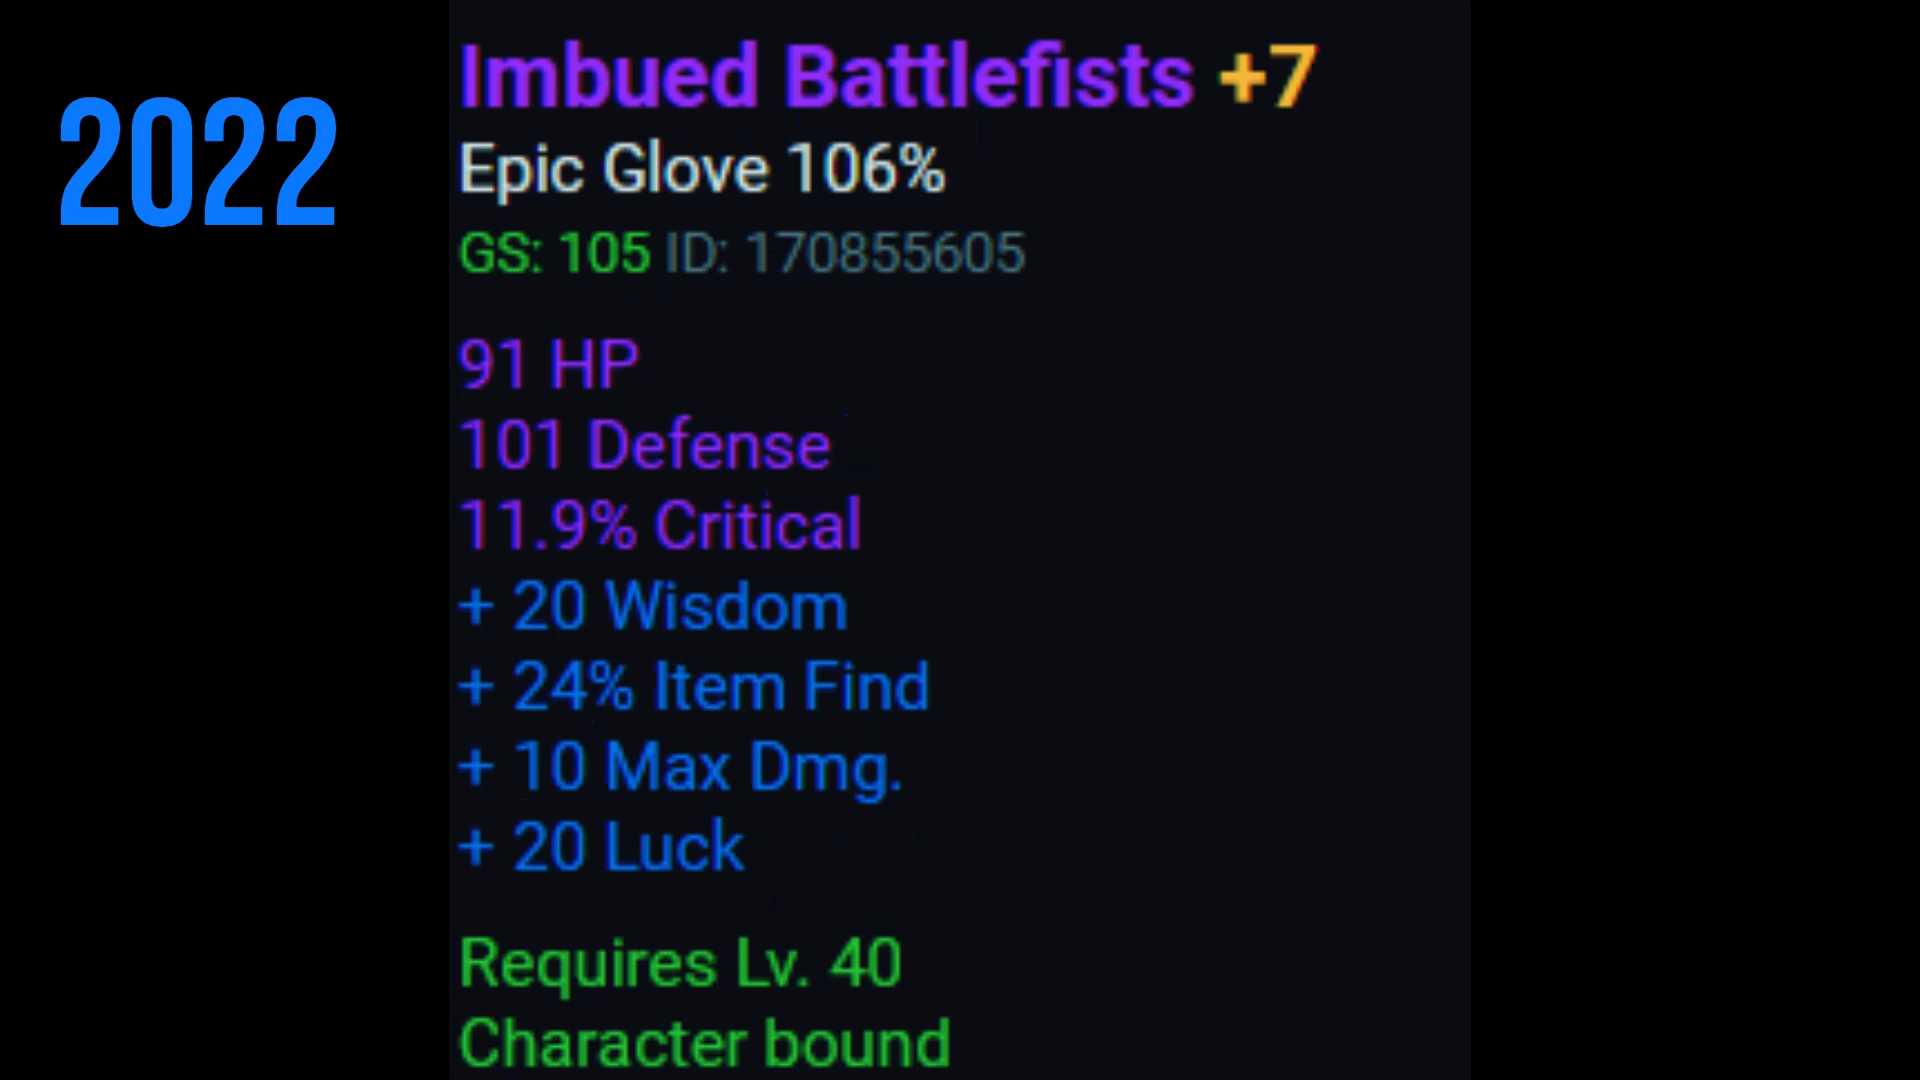 2022
Imbued Battlefists +7
Epic Glove 106%
GS: 105 ID: 170855605
91 HP
101 Defense
11.9% Critical
+ 20 Wisdom
+ 24% Item Find
+ 10 Max Dmg.
+ 20 Luck
Requires Lv. 40
Character bound